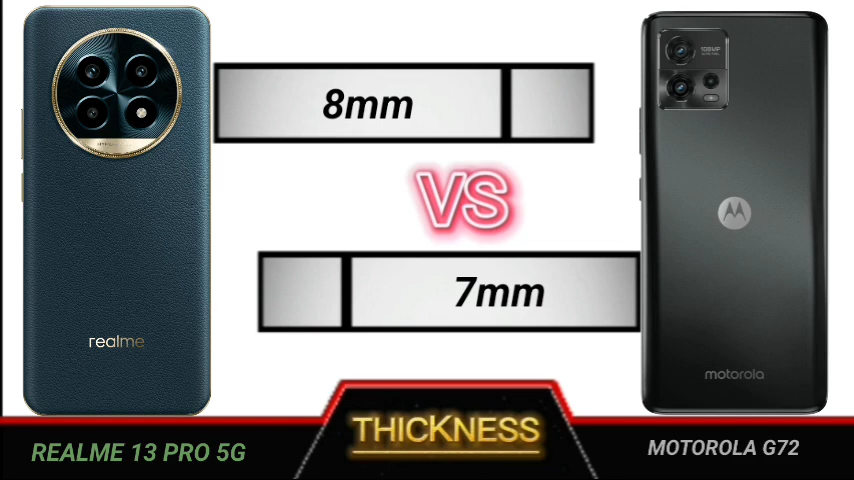 108MP
8mm
VS
7mm
realme
motorola
THICKNESS
REALME 13 PRO 5G
MOTOROLA G72